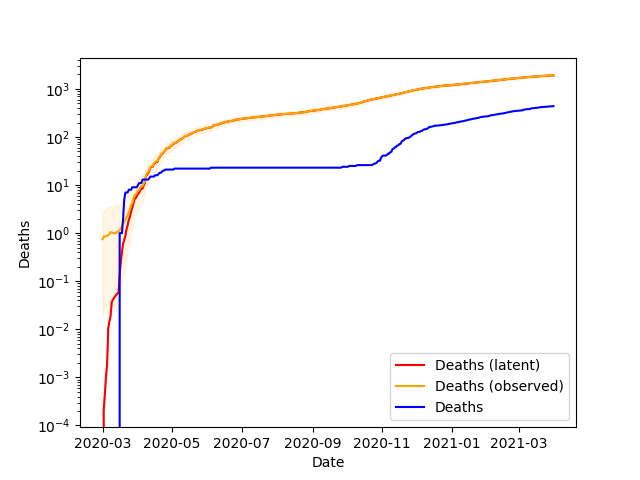 Deaths
10³
10²
10¹
10⁰
10⁻¹
10⁻²
10⁻³
10⁻⁴
Deaths (latent)
Deaths (observed)
Deaths
2020-03 2020-05 2020-07 2020-09 2020-11 2021-01 2021-03
Date